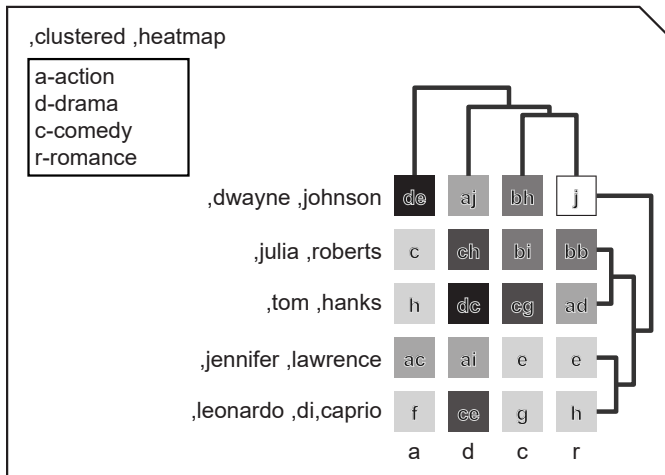 ,clustered ,heatmap
a-action
d-drama
c-comedy
r-romance
,dwayne ,johnson de aj bh j
,julia ,roberts c ch bi bb
,tom ,hanks h dc cg ad
,jennifer ,lawrence ac ai e e
,leonardo ,di,caprio f ce g h
a d c r